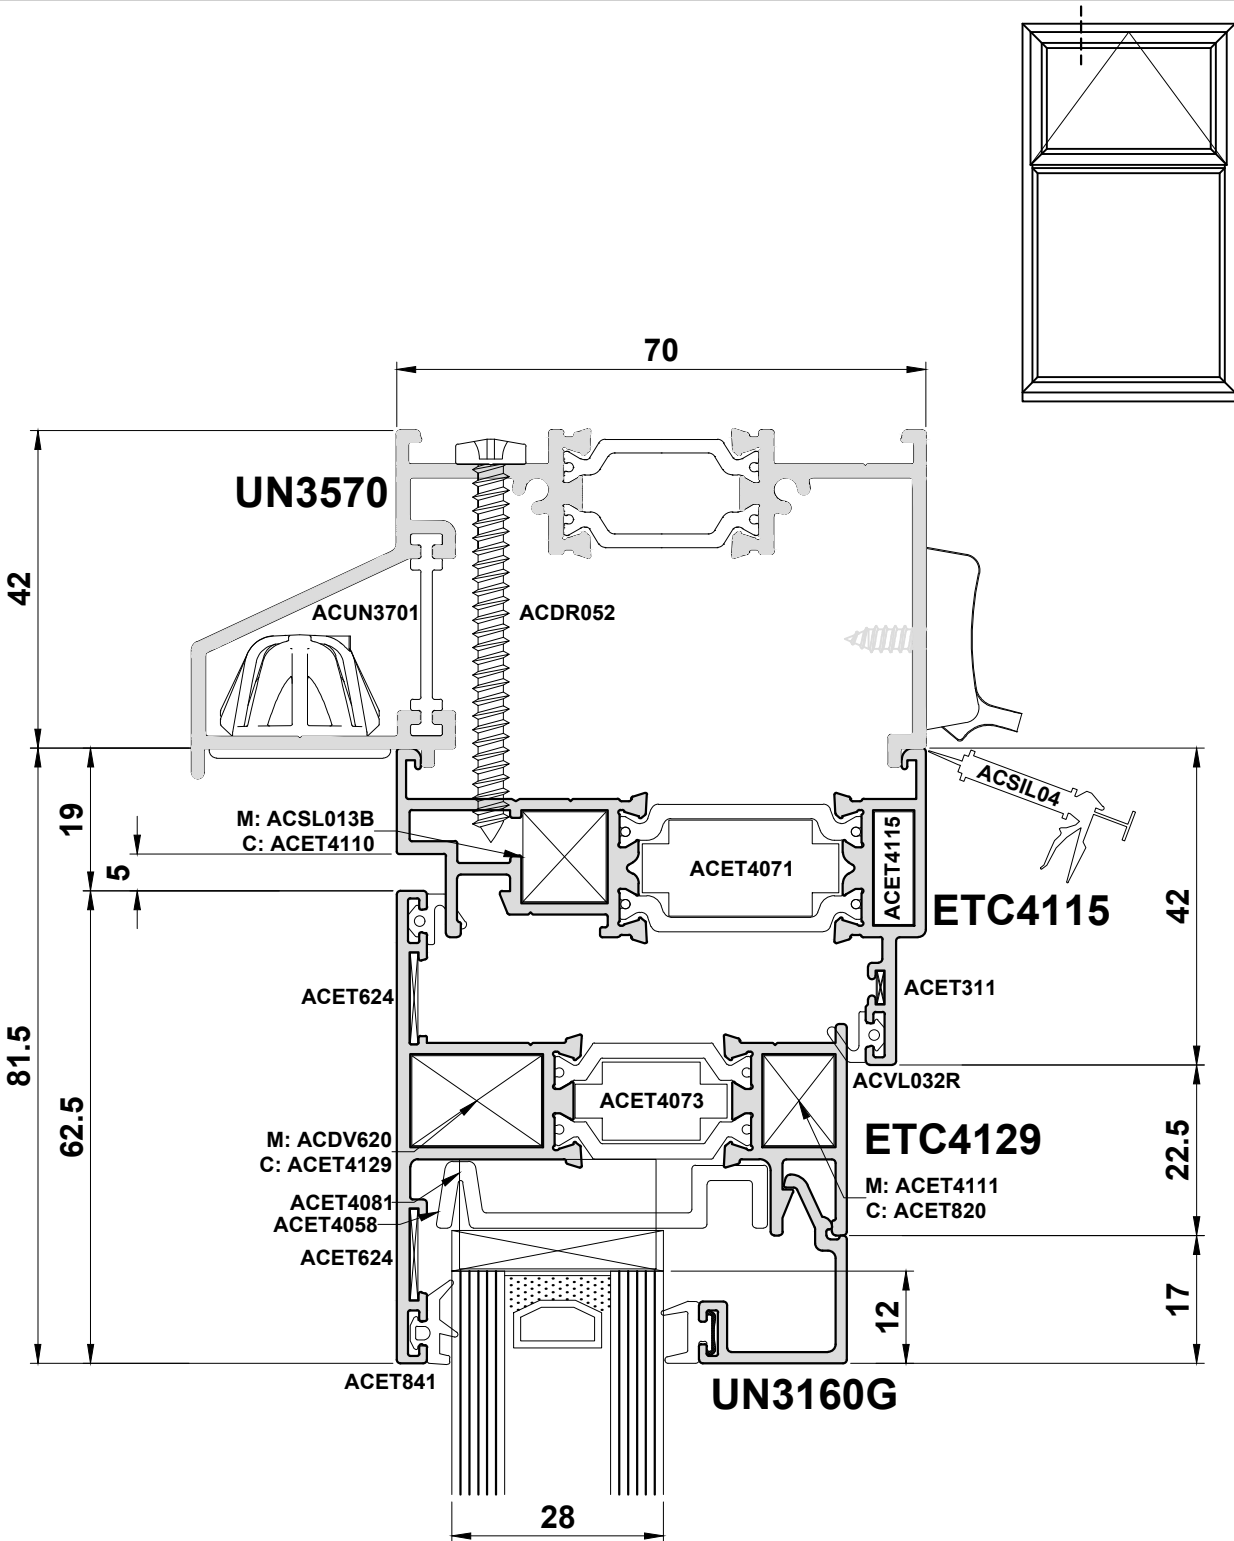 70
UN3570
42
ACUN3701
ACDR052
ACSIL04
19
M: ACSL013B
C: ACET4110
5
ACET4071
ACET4115
ETC4115
42
ACET624
ACET311
81.5
62.5
ACVL032R
ACET4073
M: ACDV620
C: ACET4129
ETC4129
22.5
M: ACET4111
C: ACET820
ACET4081
ACET4058
ACET624
12
17
ACET841
UN3160G
28